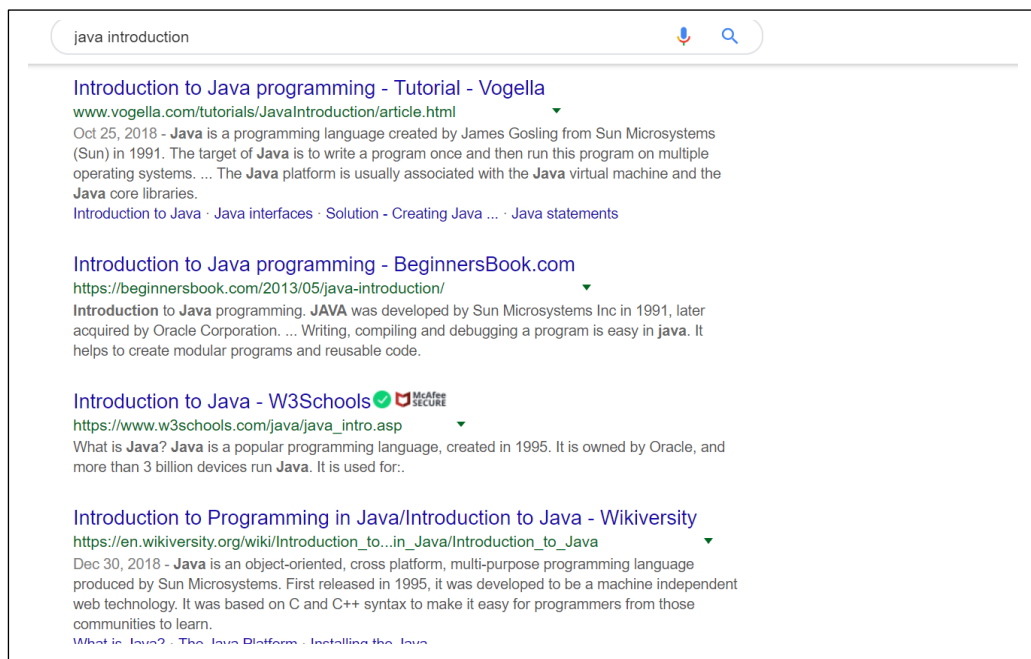 java introduction
Introduction to Java programming - Tutorial - Vogella
www.vogella.com/tutorials/JavaIntroduction/article.html
Oct 25, 2018 - Java is a programming language created by James Gosling from Sun Microsystems
(Sun) in 1991. The target of Java is to write a program once and then run this program on multiple
operating systems. ... The Java platform is usually associated with the Java virtual machine and the
Java core libraries.
Introduction to Java · Java interfaces · Solution - Creating Java ... · Java statements
Introduction to Java programming - BeginnersBook.com
https://beginnersbook.com/2013/05/java-introduction/
Introduction to Java programming. JAVA was developed by Sun Microsystems Inc in 1991, later
acquired by Oracle Corporation. ... Writing, compiling and debugging a program is easy in java. It
helps to create modular programs and reusable code.
Introduction to Java - W3Schools McAfee SECURE
https://www.w3schools.com/java/java_intro.asp
What is Java? Java is a popular programming language, created in 1995. It is owned by Oracle, and
more than 3 billion devices run Java. It is used for:.
Introduction to Programming in Java/Introduction to Java - Wikiversity
https://en.wikiversity.org/wiki/Introduction_to...in_Java/Introduction_to_Java
Dec 30, 2018 - Java is an object-oriented, cross platform, multi-purpose programming language
produced by Sun Microsystems. First released in 1995, it was developed to be a machine independent
web technology. It was based on C and C++ syntax to make it easy for programmers from those
communities to learn.
What is Java? · The Java Platform · Installing the Java